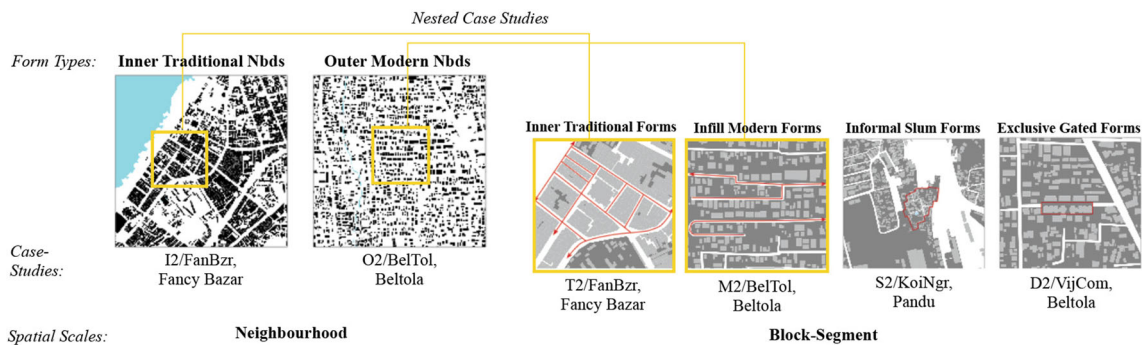 Nested Case Studies
Form Types:
Inner Traditional Nbds
Outer Modern Nbds
Inner Traditional Forms
Infill Modern Forms
Informal Slum Forms
Exclusive Gated Forms
Case-
Studies:
I2/FanBzr,
Fancy Bazar
O2/BelTol,
Beltola
T2/FanBzr,
Fancy Bazar
M2/BelTol,
Beltola
S2/KoiNgr,
Pandu
D2/VijCom,
Beltola
Spatial Scales:
Neighbourhood
Block-Segment